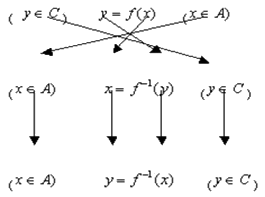 ( y ∈ C ) y = f(x) (x ∈ A)
(x ∈ A) x = f⁻¹(y) (y ∈ C)
(x ∈ A) y = f⁻¹(x) (y ∈ C)